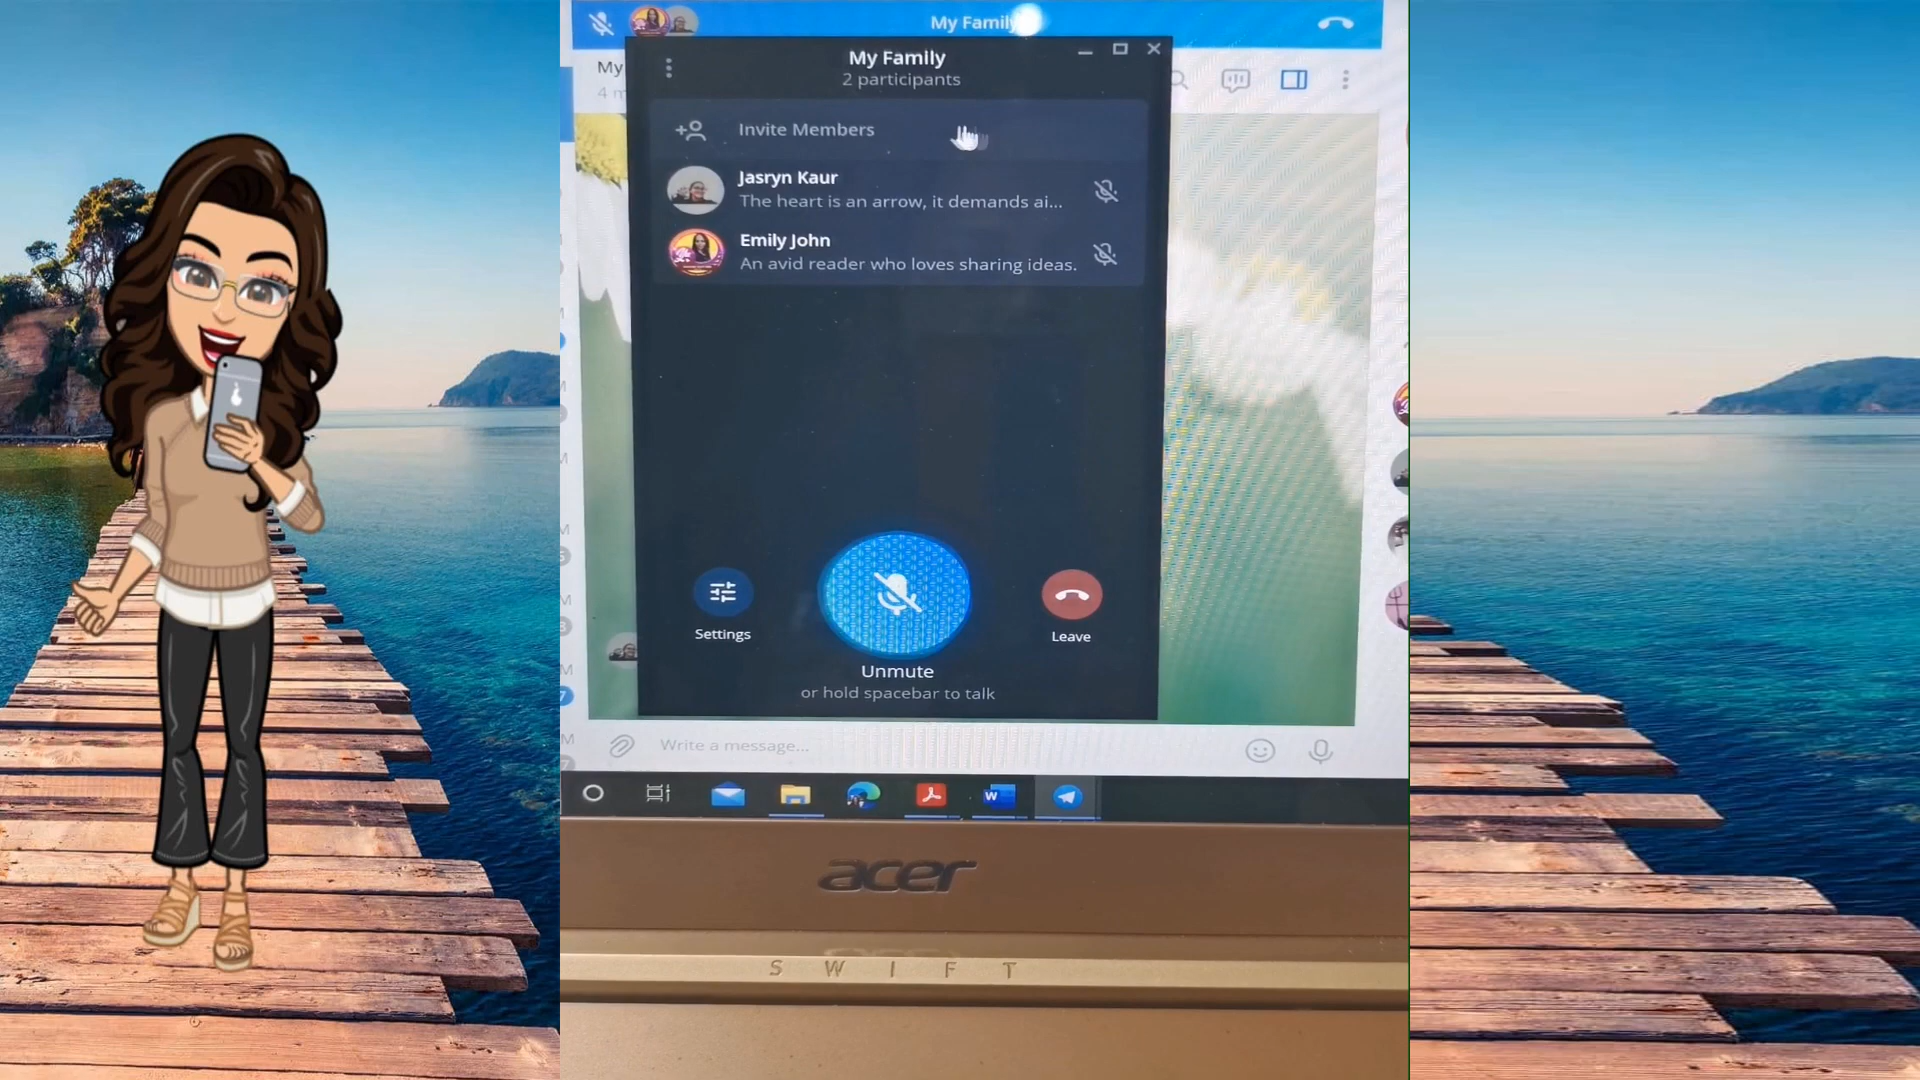 My Family
My
4 m
My Family
2 participants
Invite Members
Jasryn Kaur
The heart is an arrow, it demands ai...
Emily John
An avid reader who loves sharing ideas.
Settings
Leave
Unmute
or hold spacebar to talk
Write a message...
acer
SWIFT